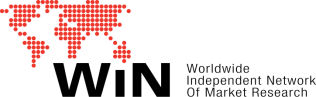 WiN
Worldwide
Independent Network
Of Market Research